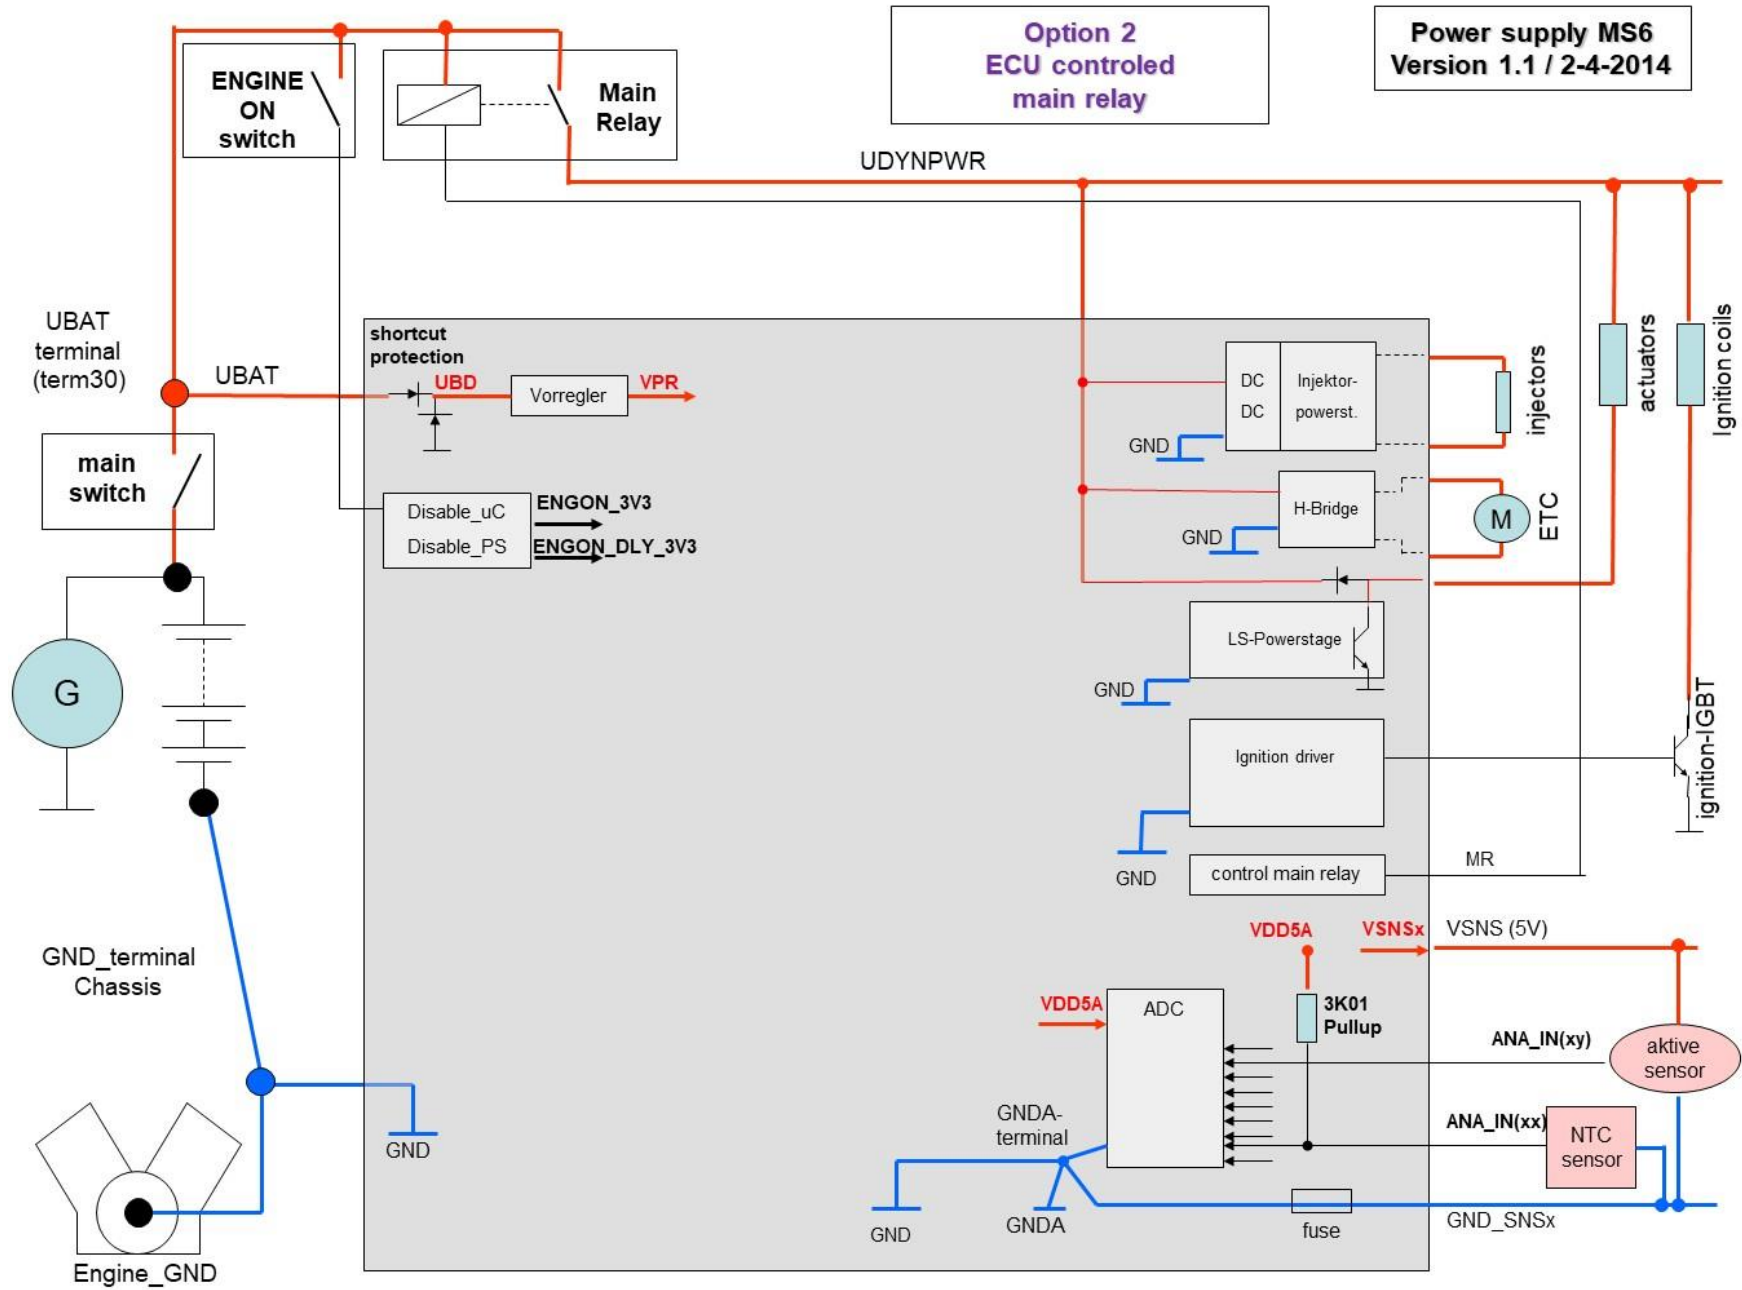 Option 2
ECU controled
main relay
Power supply MS6
Version 1.1 / 2-4-2014
ENGINE
ON
switch
Main
Relay
UDYNPWR
UBAT
terminal
(term30)
UBAT
main
switch
shortcut
protection
UBD
Vorregler
VPR
Disable_uC
Disable_PS
ENGON_3V3
ENGON_DLY_3V3
DC
DC
Injektor-
powerst.
GND
injectors
actuators
Ignition coils
H-Bridge
GND
M
ETC
LS-Powerstage
GND
G
Ignition driver
GND
ignition-IGBT
control main relay
MR
GND_terminal
Chassis
VDD5A
VSNSx
VSNS (5V)
VDD5A
ADC
3K01
Pullup
ANA_IN(xy)
aktive
sensor
GNDA-
terminal
ANA_IN(xx)
NTC
sensor
GND
GND
GNDA
fuse
GND_SNSx
Engine_GND